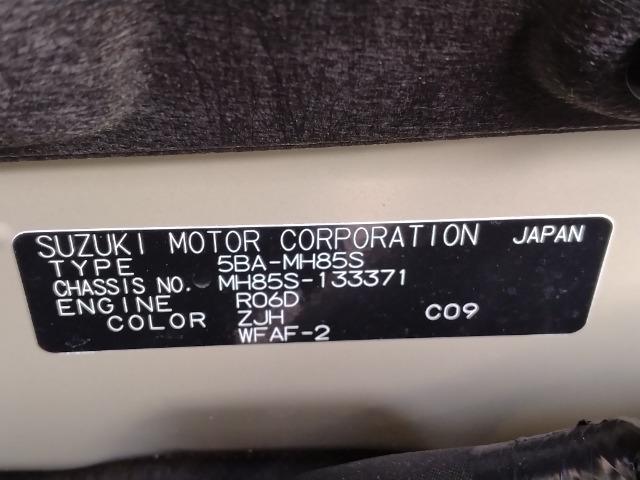 SUZUKI MOTOR CORPORATION JAPAN
TYPE 5BA-MH85S
CHASSIS NO. MH85S-133371
ENGINE R06D
COLOR ZJH C09
WFAF-2